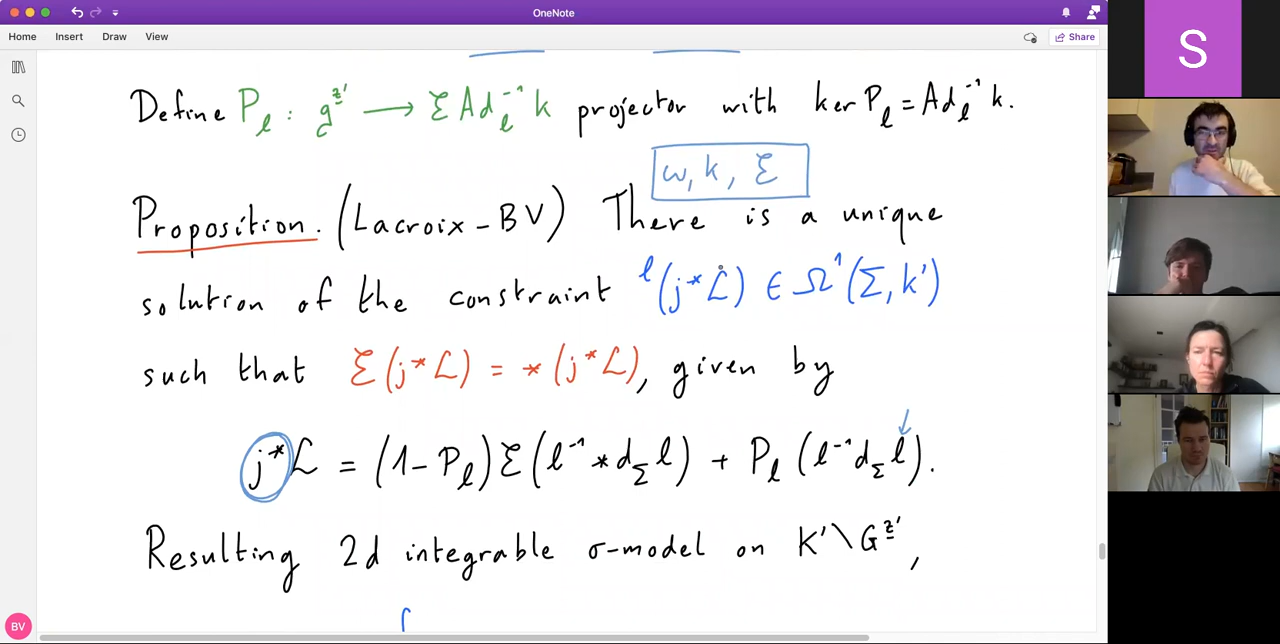 OneNote
Home Insert Draw View Share
Define P_ℓ : g_ℂ^{z'} → ℰ Ad_ℓ^{-1} k projector with ker P_ℓ = Ad_ℓ^{-1} k.
ω, k, ℰ
Proposition. (Lacroix - BV) There is a unique
solution of the constraint ^ℓ(j*ℒ) ∈ Ω^1(Σ, k')
such that ℰ(j*ℒ) = *(j*ℒ), given by
j*ℒ = (1-P_ℓ)ℰ(ℓ^{-1} * d_Σ ℓ) + P_ℓ(ℓ^{-1} d_Σ ℓ).
Resulting 2d integrable σ-model on K'\G^{z'},
BV
S